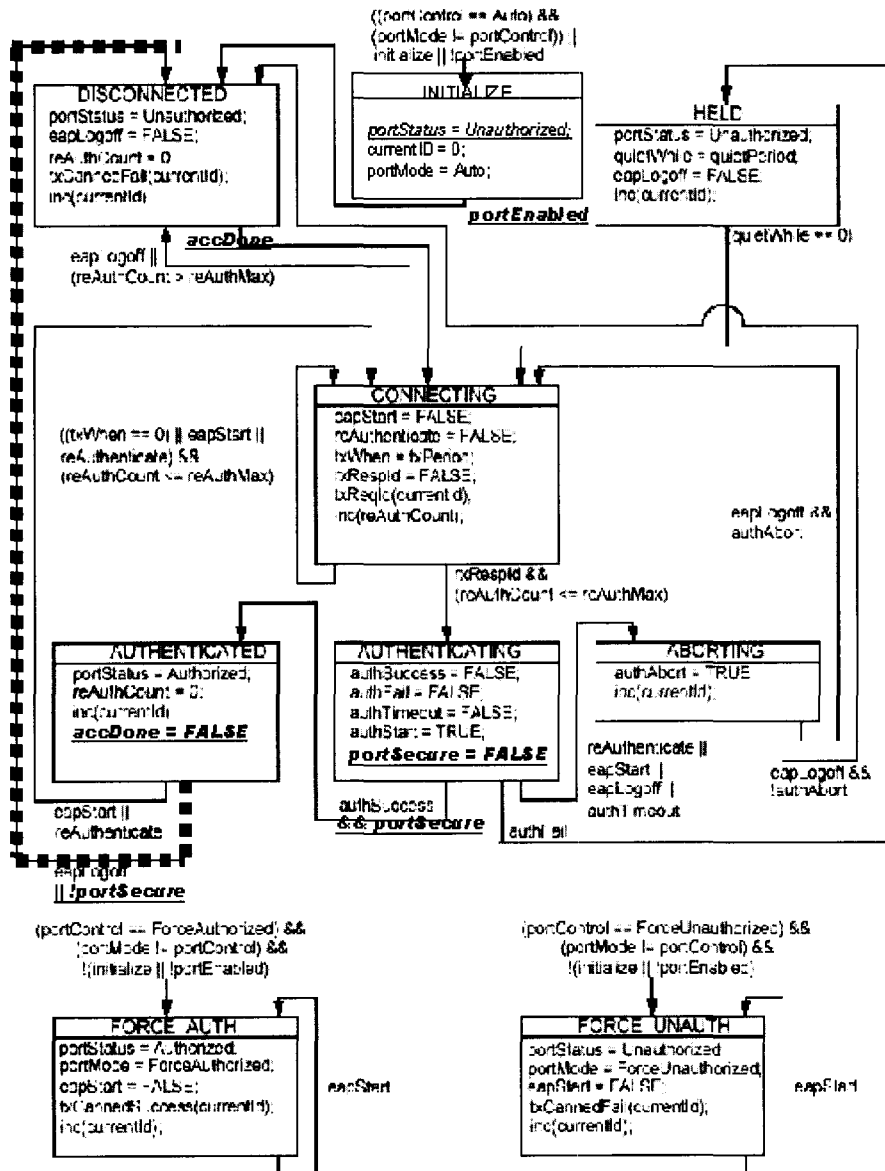 ((portControl == Auto) &&
(portMode != portControl)) ||
initialize || !portEnabled
DISCONNECTED
portStatus = Unauthorized;
eapLogoff = FALSE;
reAuthCount = 0
txCannedFail(currentId);
inc(currentId)
INITIALIZE
portStatus = Unauthorized;
currentID = 0;
portMode = Auto;
HELD
portStatus = Unauthorized;
quietWhile = quietPeriod;
eapLogoff = FALSE;
inc(currentId);
portEnabled
accDone
(quietWhile == 0)
eapLogoff ||
(reAuthCount > reAuthMax)
CONNECTING
eapStart = FALSE;
reAuthenticate = FALSE;
txWhen = txPeriod;
rxRespId = FALSE;
txReqId(currentId);
inc(reAuthCount);
((txWhen == 0) || eapStart ||
reAuthenticate) &&
(reAuthCount <= reAuthMax)
eapLogoff &&
authAbort
rxRespId &&
(reAuthCount <= reAuthMax)
AUTHENTICATED
portStatus = Authorized;
reAuthCount = 0;
inc(currentId)
accDone = FALSE
AUTHENTICATING
authSuccess = FALSE;
authFail = FALSE;
authTimeout = FALSE;
authStart = TRUE;
portSecure = FALSE
ABORTING
authAbort = TRUE
inc(currentId);
eapStart ||
reAuthenticate
authSuccess
&& portSecure
authFail
reAuthenticate ||
eapStart ||
eapLogoff ||
authTimeout
eapLogoff &&
!authAbort
eapLogoff
|| !portSecure
(portControl == ForceAuthorized) &&
(portMode != portControl) &&
!(initialize || !portEnabled)
(portControl == ForceUnauthorized) &&
(portMode != portControl) &&
!(initialize || !portEnabled)
FORCE_AUTH
portStatus = Authorized;
portMode = ForceAuthorized;
eapStart = FALSE;
txCannedSuccess(currentId);
inc(currentId);
eapStart
FORCE_UNAUTH
portStatus = Unauthorized
portMode = ForceUnauthorized;
eapStart = FALSE;
txCannedFail(currentId);
inc(currentId);
eapStart